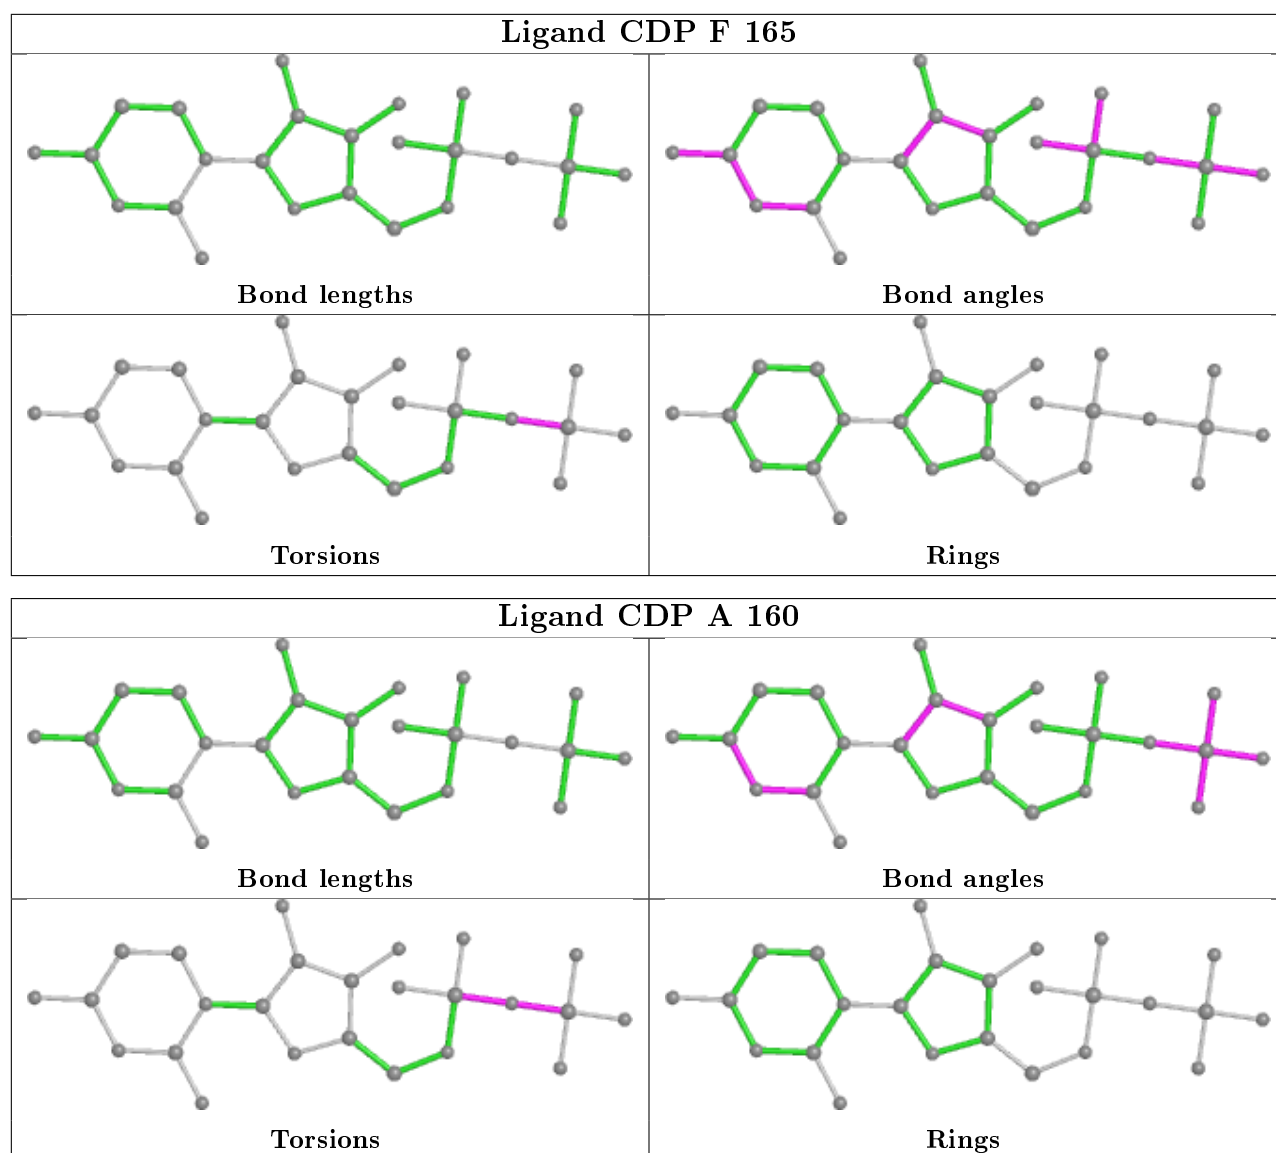 Ligand CDP F 165
Bond lengths
Bond angles
Torsions
Rings
Ligand CDP A 160
Bond lengths
Bond angles
Torsions
Rings